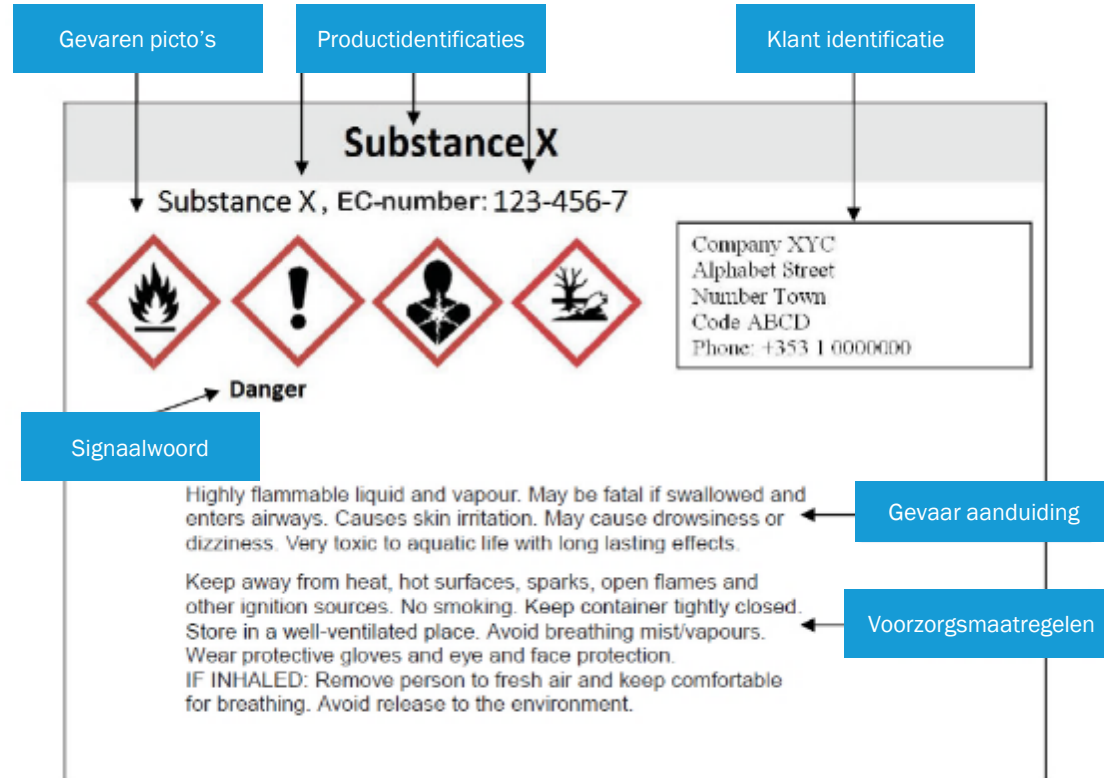 Gevaren picto's
Productidentificaties
Klant identificatie
Substance X
Substance X, EC-number: 123-456-7
Company XYC
Alphabet Street
Number Town
Code ABCD
Phone: +353 1 0000000
Danger
Signaalwoord
Highly flammable liquid and vapour. May be fatal if swallowed and
enters airways. Causes skin irritation. May cause drowsiness or
dizziness. Very toxic to aquatic life with long lasting effects.
Gevaar aanduiding
Keep away from heat, hot surfaces, sparks, open flames and
other ignition sources. No smoking. Keep container tightly closed.
Store in a well-ventilated place. Avoid breathing mist/vapours.
Wear protective gloves and eye and face protection.
IF INHALED: Remove person to fresh air and keep comfortable
for breathing. Avoid release to the environment.
Voorzorgsmaatregelen